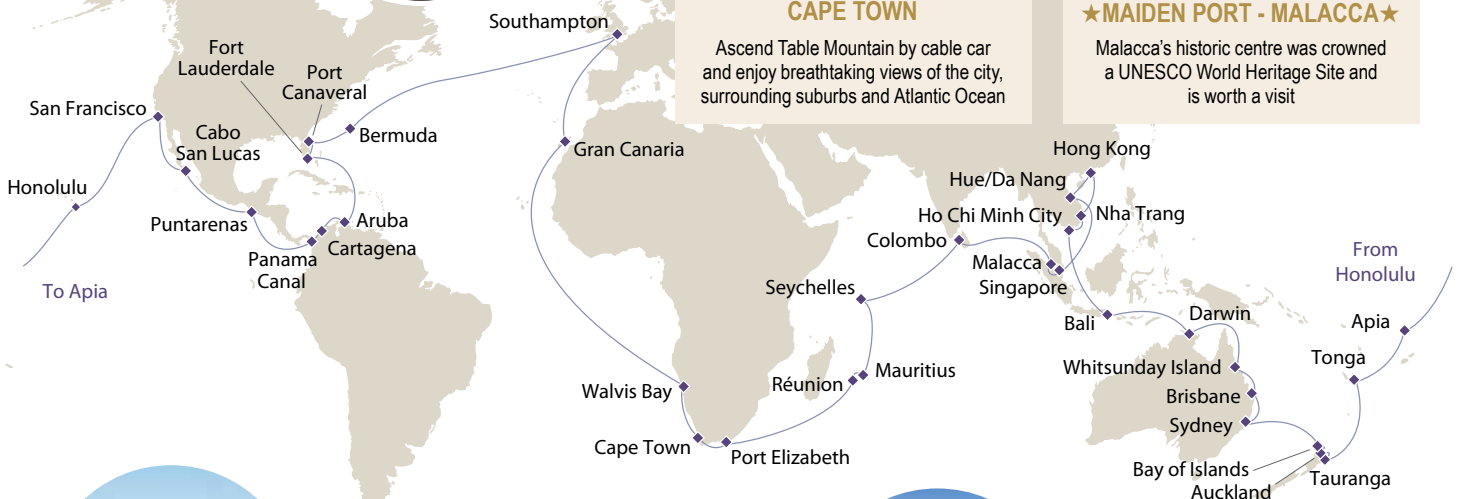 CAPE TOWN
Ascend Table Mountain by cable car
and enjoy breathtaking views of the city,
surrounding suburbs and Atlantic Ocean
★MAIDEN PORT - MALACCA★
Malacca's historic centre was crowned
a UNESCO World Heritage Site and
is worth a visit
Southampton
Fort
Lauderdale
Port
Canaveral
San Francisco
Cabo
San Lucas
Bermuda
Honolulu
Puntarenas
Aruba
Cartagena
Panama
Canal
To Apia
Gran Canaria
Walvis Bay
Cape Town
Port Elizabeth
Réunion
Mauritius
Seychelles
Colombo
Hong Kong
Hue/Da Nang
Ho Chi Minh City
Nha Trang
Malacca
Singapore
Bali
Darwin
Whitsunday Island
Brisbane
Sydney
Bay of Islands
Auckland
Tauranga
Tonga
Apia
From
Honolulu